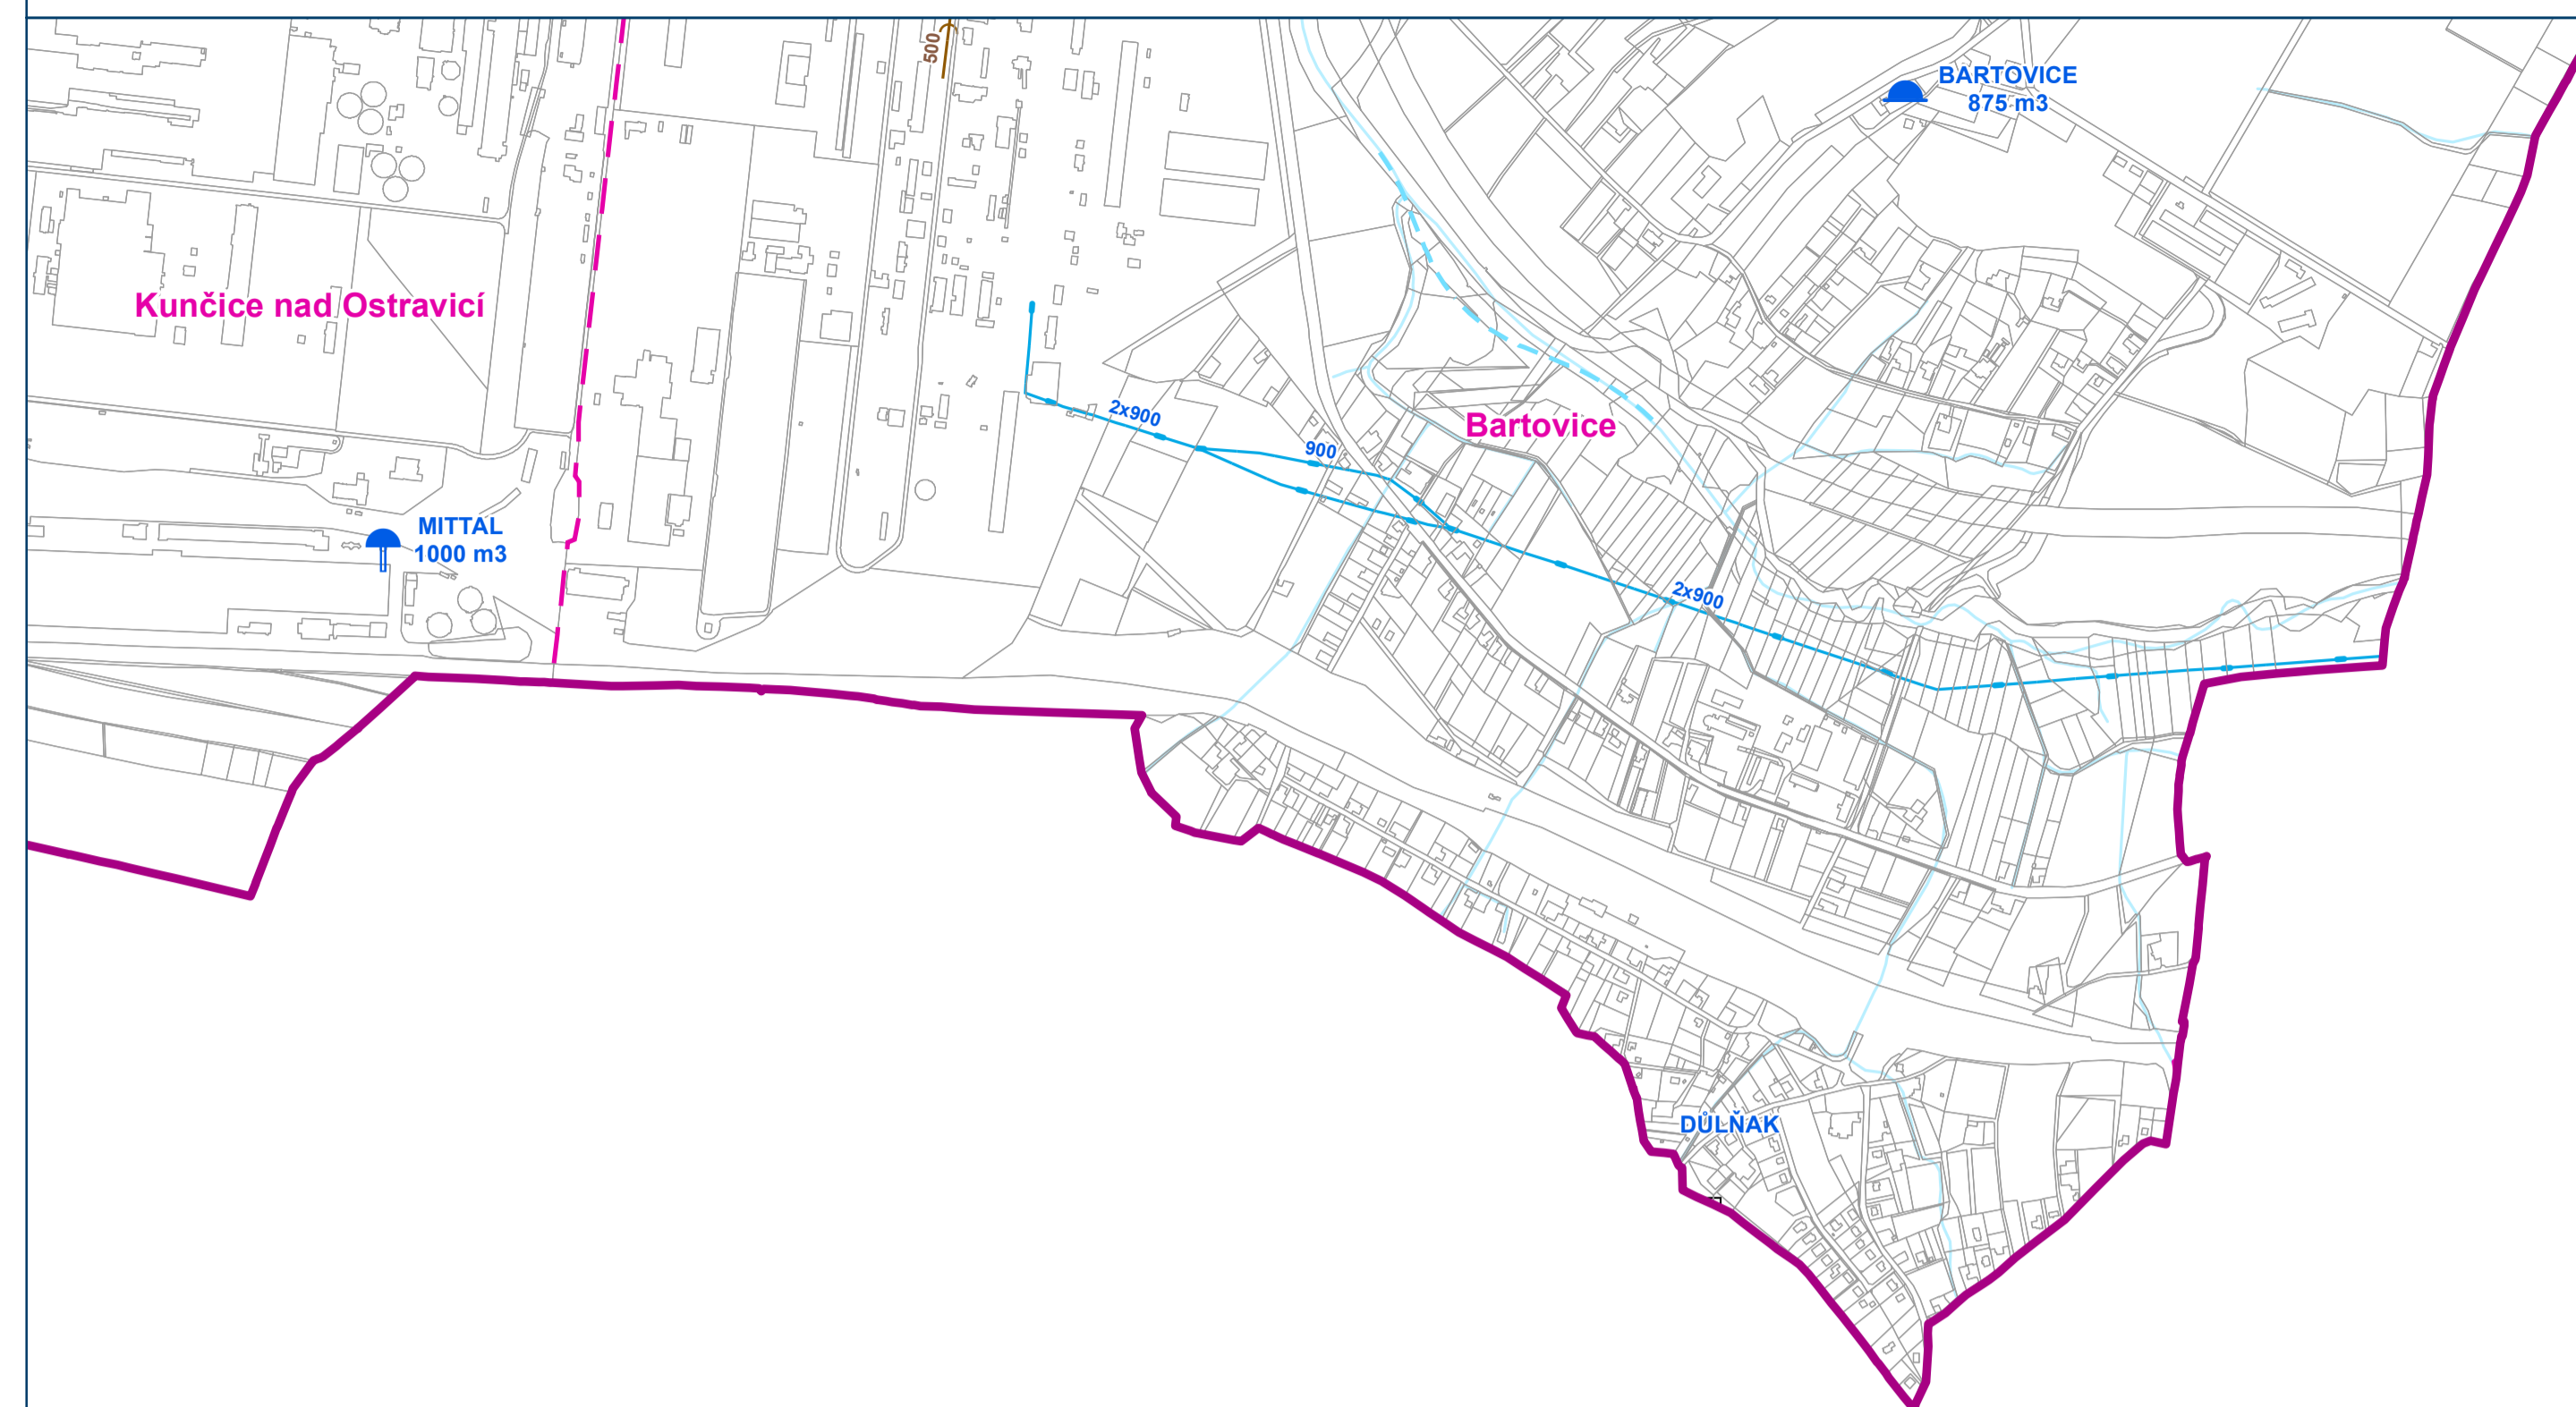 500
BARTOVICE
875 m3
Kunčice nad Ostravicí
2x900
900
Bartovice
MITTAL
1000 m3
2x900
DŮLŇAK